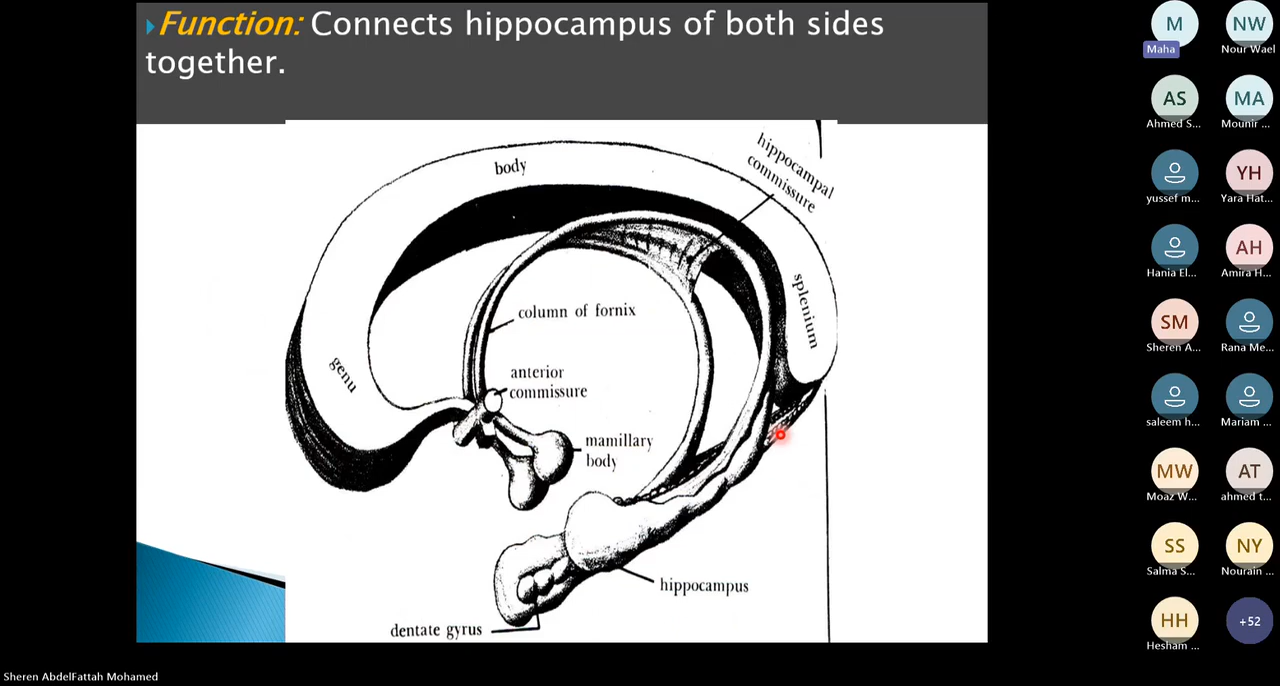 Function: Connects hippocampus of both sides
together.
body
hippocampal
commissure
splenium
column of fornix
genu
anterior
commissure
mamillary
body
hippocampus
dentate gyrus
M
Maha
NW
Nour Wael
AS
Ahmed S...
MA
Mounir ...
yussef m...
YH
Yara Hat...
Hania El...
AH
Amira H...
SM
Sheren A...
Rana Me...
saleem h...
Mariam ...
MW
Moaz W...
AT
ahmed t...
SS
Salma S...
NY
Nourain ...
HH
Hesham ...
+52
Sheren AbdelFattah Mohamed